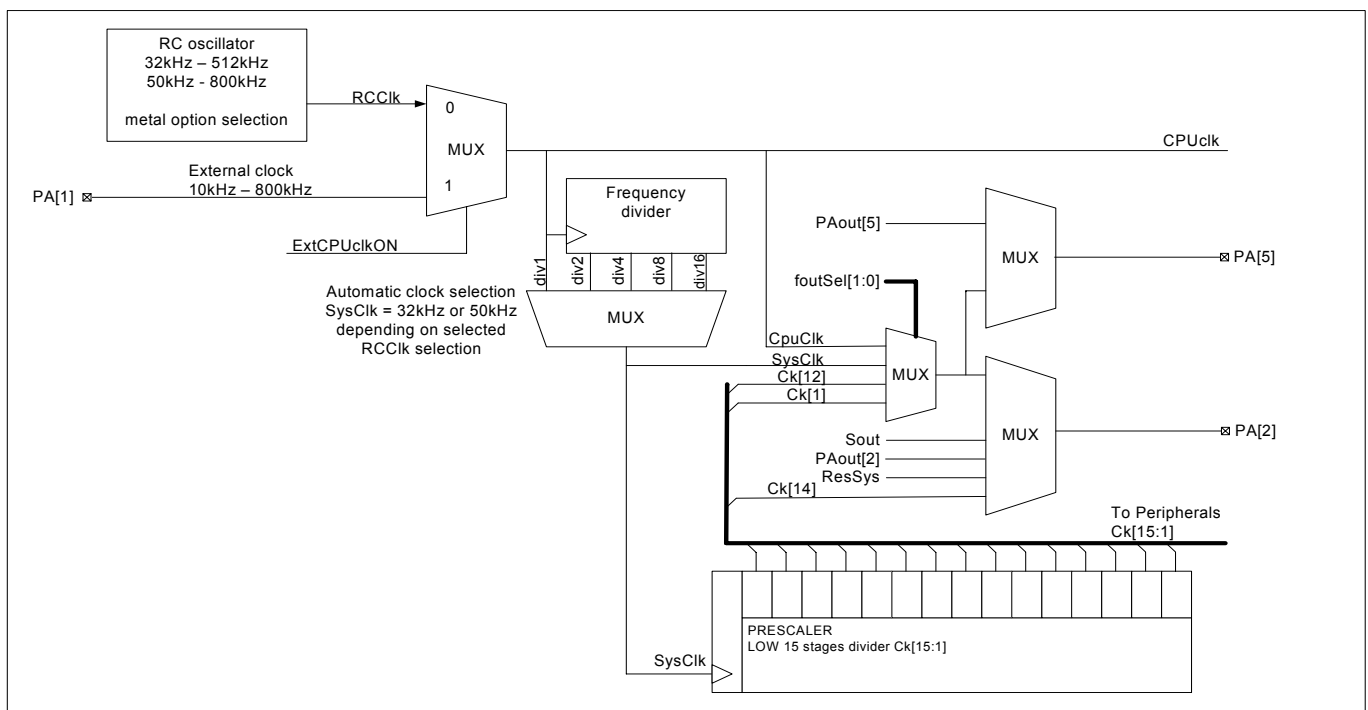 RC oscillator
32kHz – 512kHz
50kHz - 800kHz
metal option selection
RCClk
0
MUX
1
External clock
10kHz – 800kHz
PA[1]
ExtCPUclkON
CPUclk
Frequency
divider
div1
div2
div4
div8
div16
MUX
Automatic clock selection
SysClk = 32kHz or 50kHz
depending on selected
RCClk selection
PAout[5]
MUX
PA[5]
foutSel[1:0]
CpuClk
SysClk
Ck[12]
Ck[1]
MUX
Sout
PAout[2]
ResSys
Ck[14]
MUX
PA[2]
To Peripherals
Ck[15:1]
PRESCALER
LOW 15 stages divider Ck[15:1]
SysClk